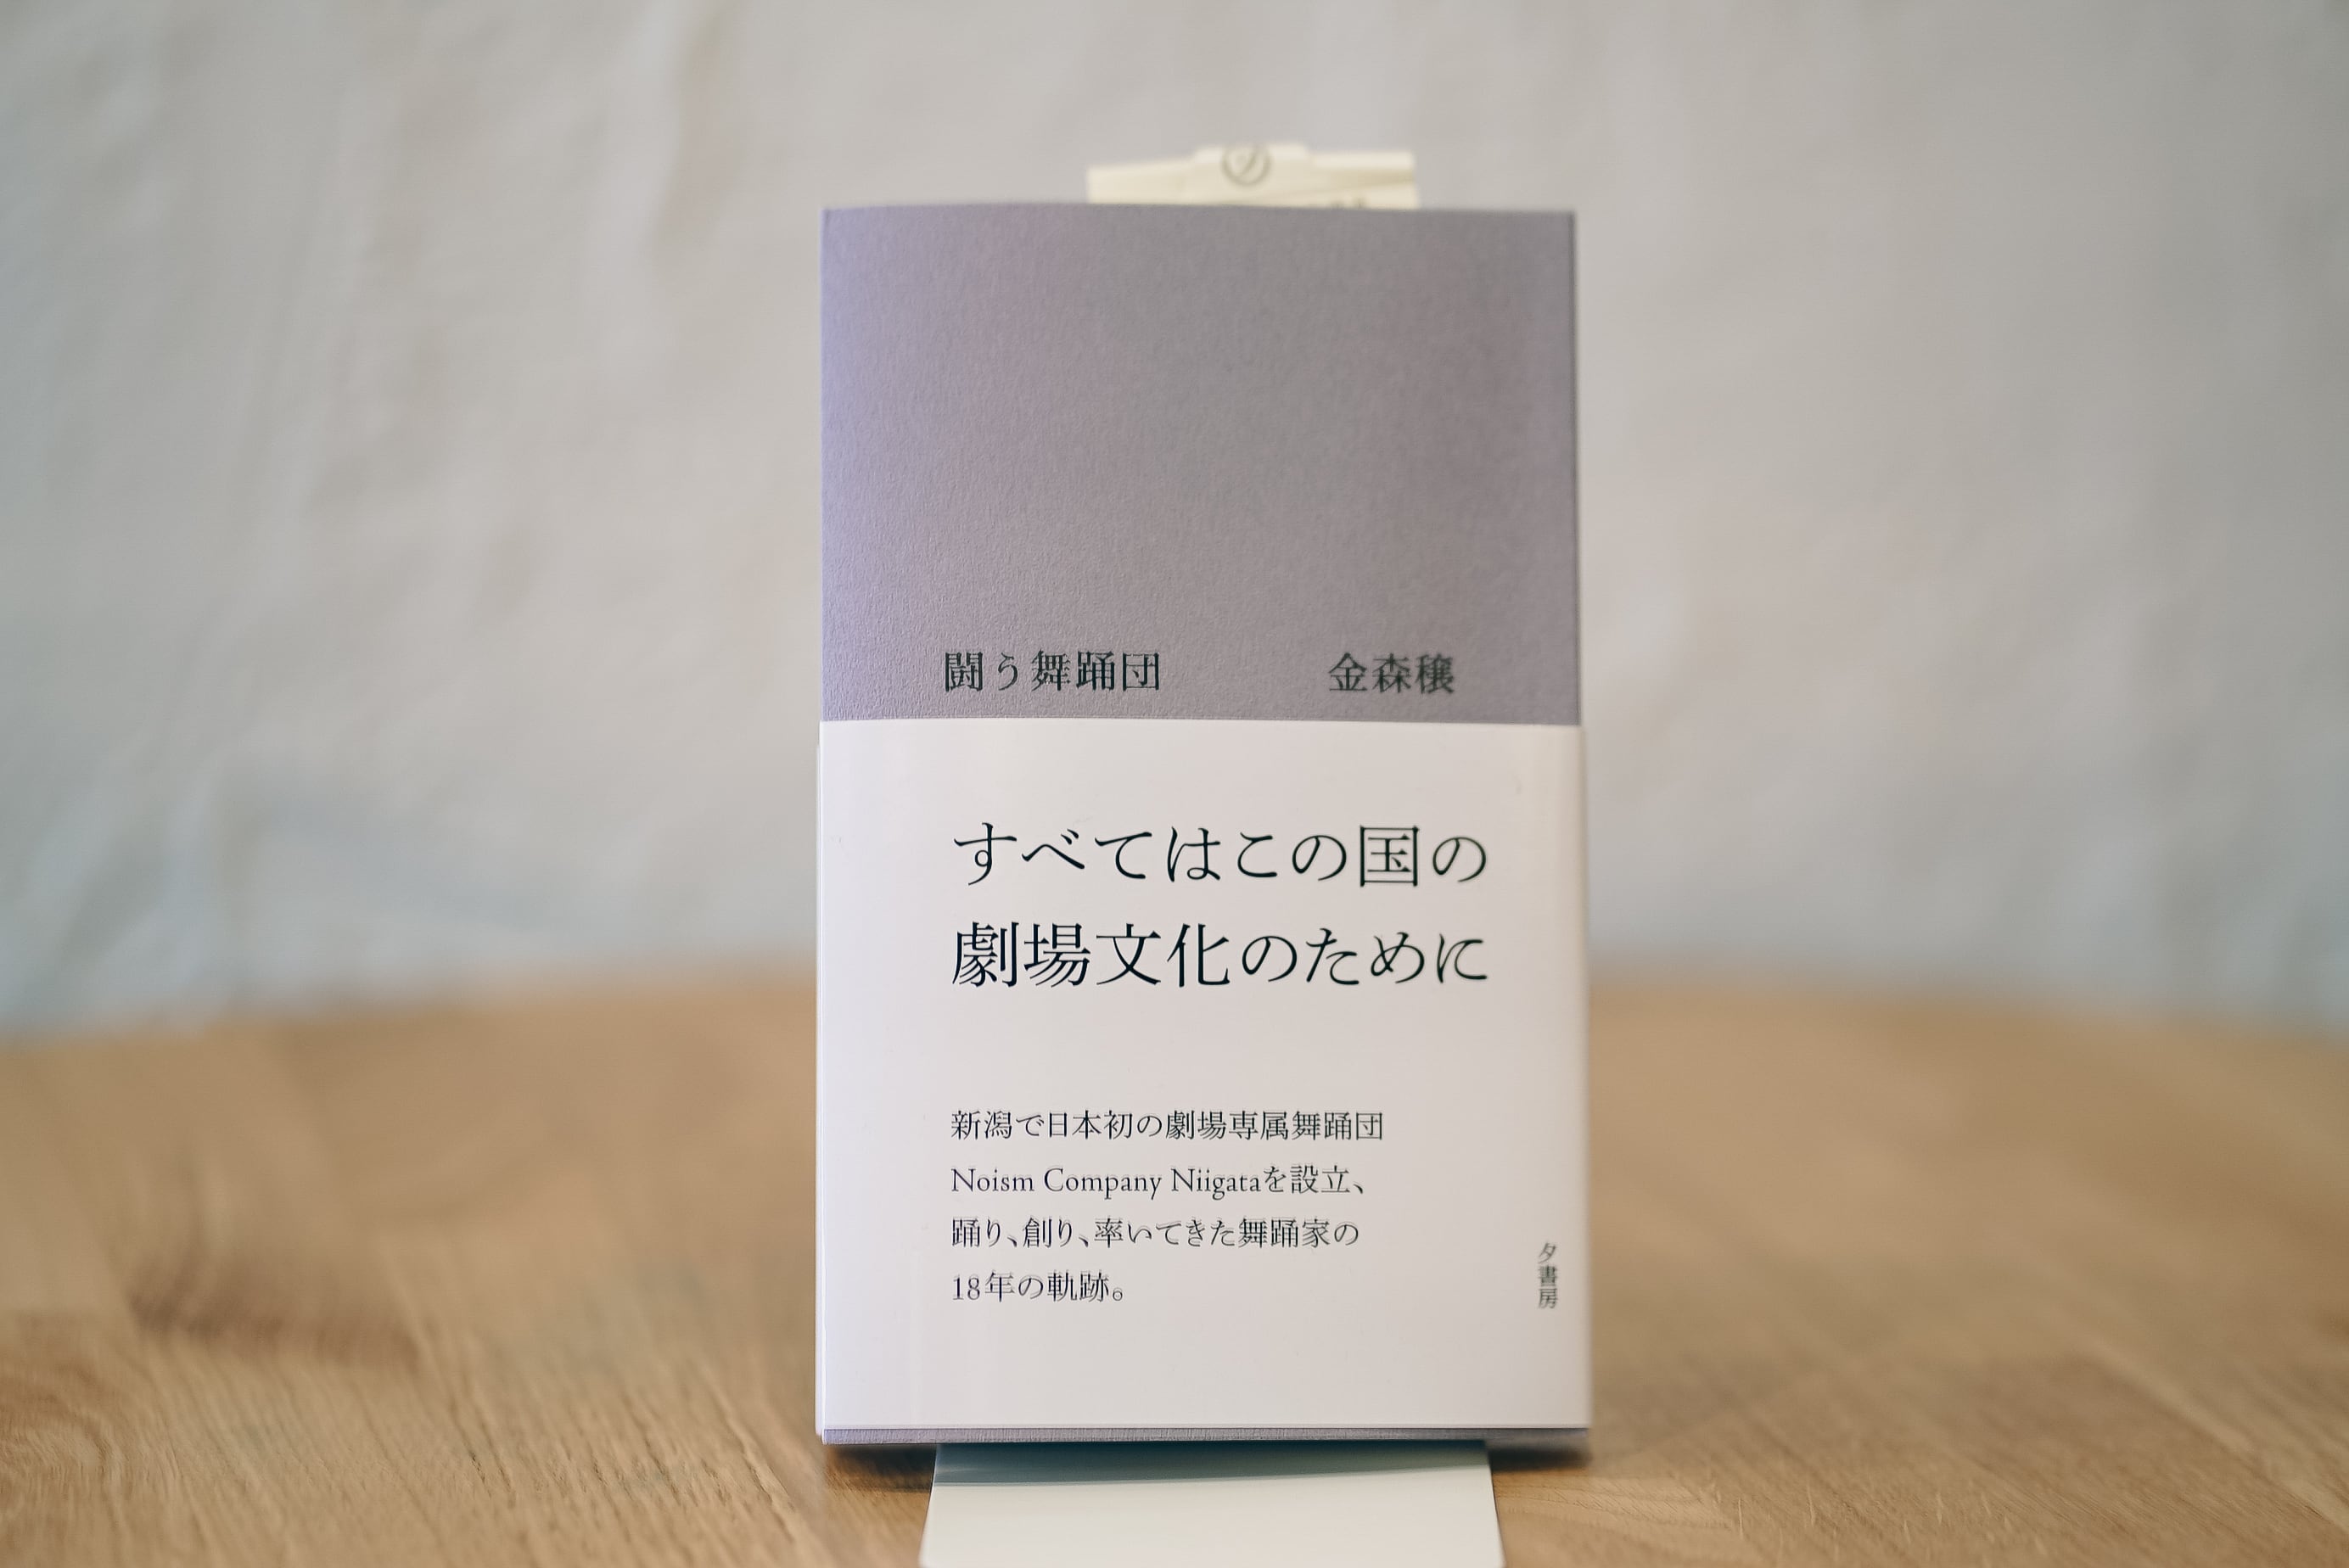 闘う舞踊団 金森穣
すべてはこの国の
劇場文化のために
新潟で日本初の劇場専属舞踊団
Noism Company Niigataを設立、
踊り、創り、率いてきた舞踊家の
18年の軌跡。
夕書房